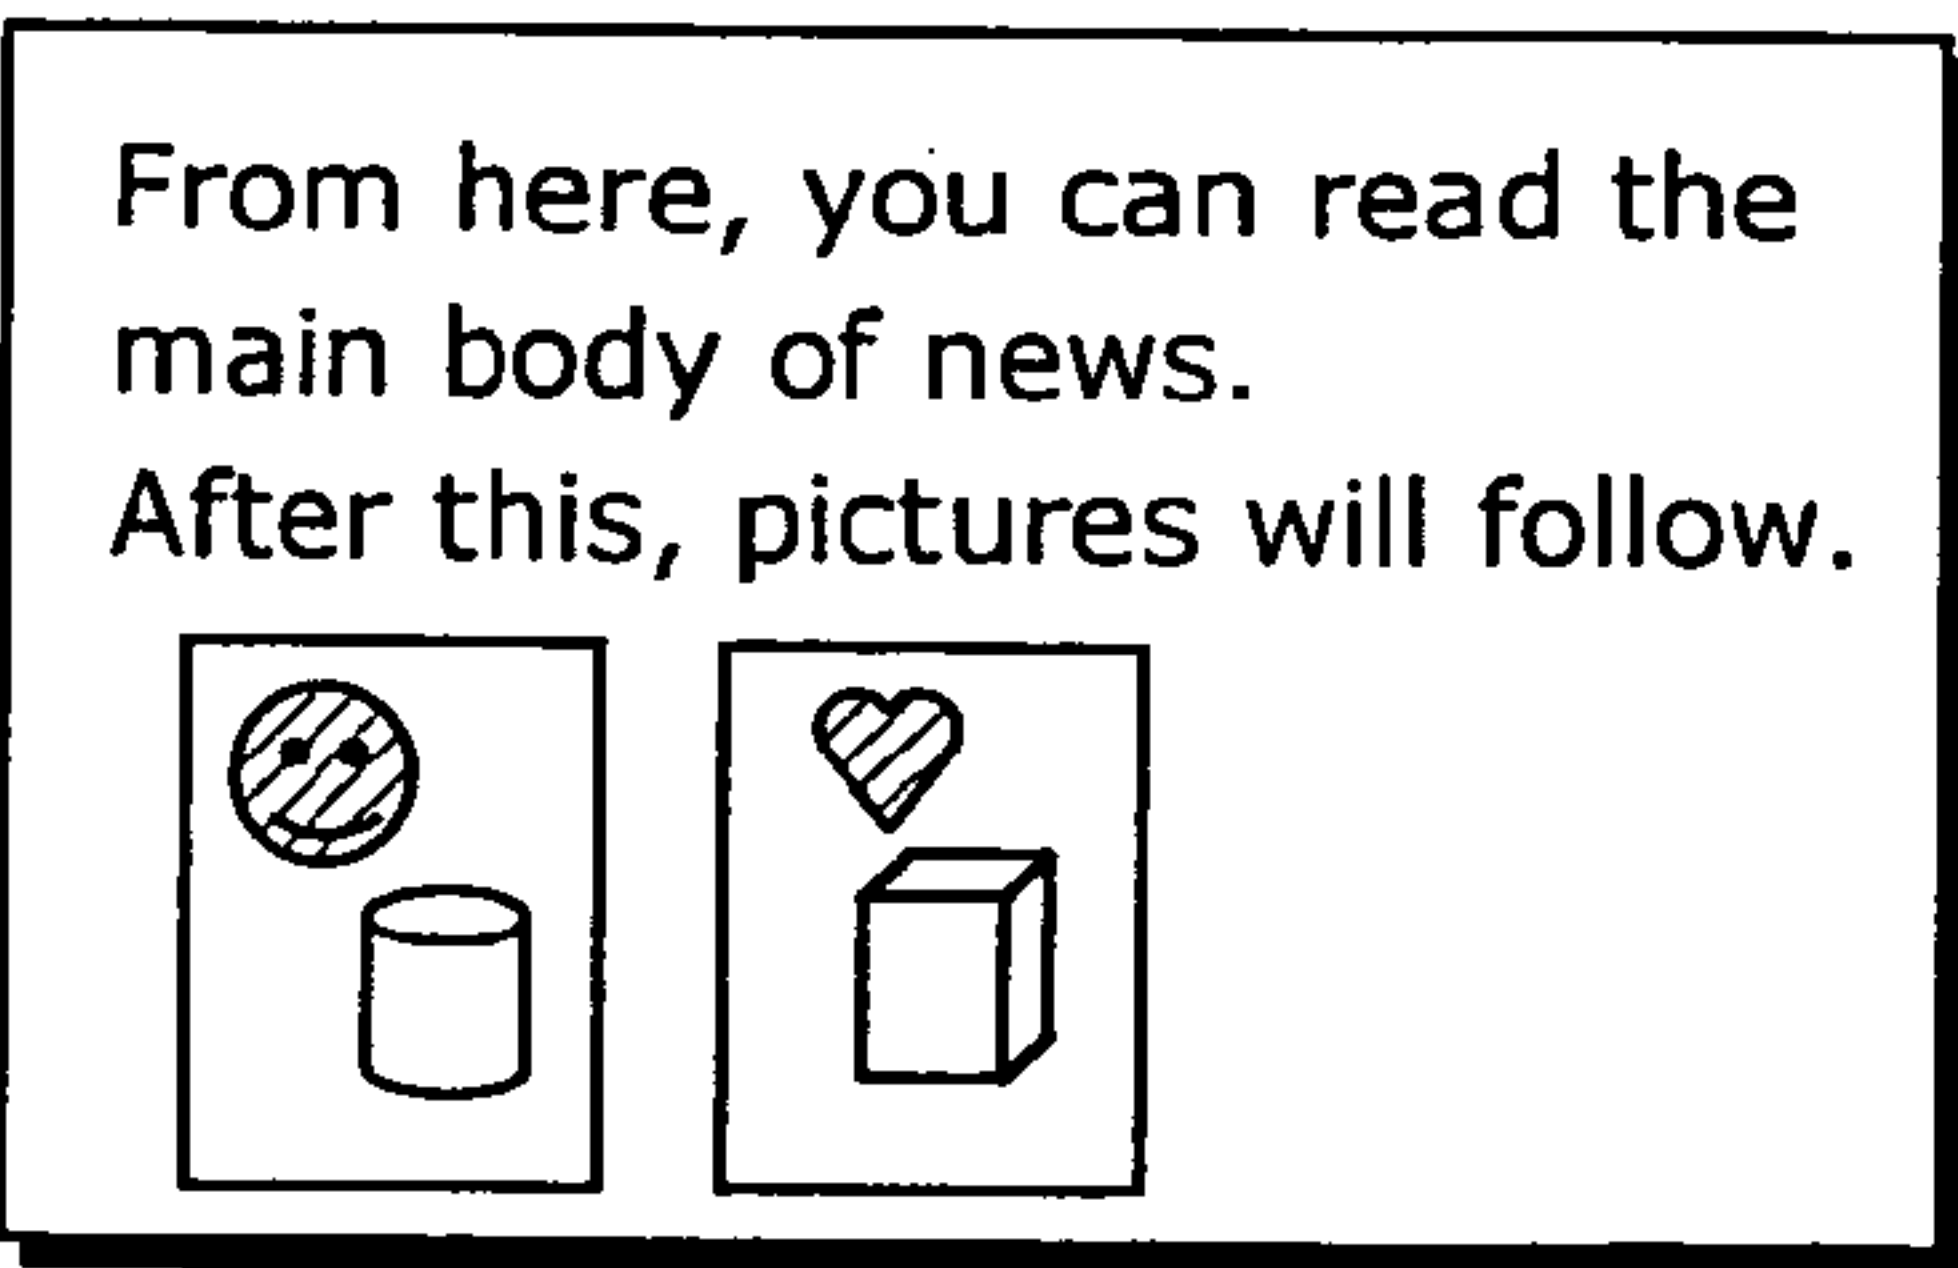 From here, you can read the
main body of news.
After this, pictures will follow.